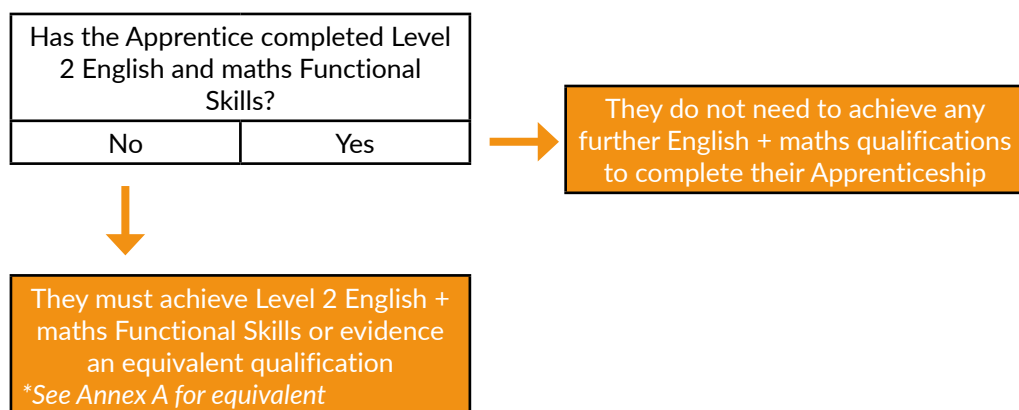 Has the Apprentice completed Level
2 English and maths Functional
Skills?
No
Yes
They do not need to achieve any
further English + maths qualifications
to complete their Apprenticeship
They must achieve Level 2 English +
maths Functional Skills or evidence
an equivalent qualification
*See Annex A for equivalent